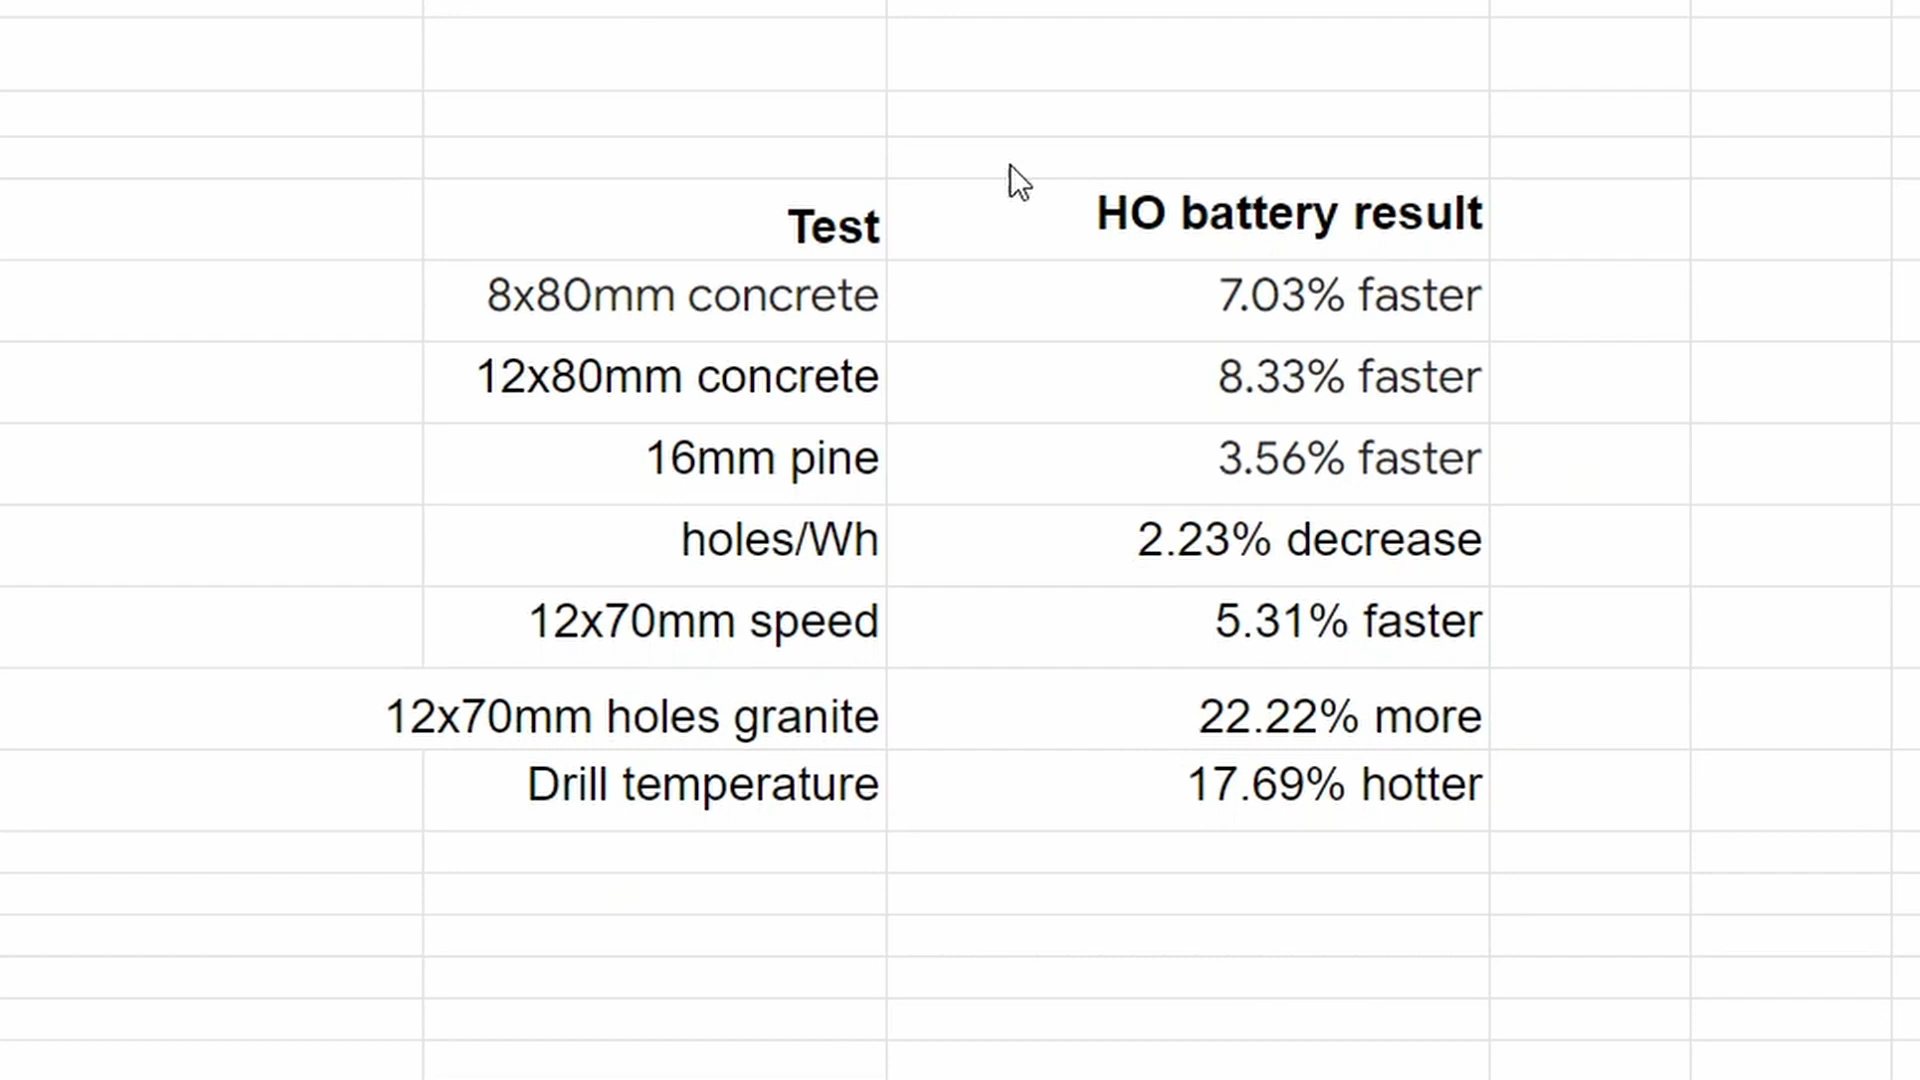 Test HO battery result
8x80mm concrete 7.03% faster
12x80mm concrete 8.33% faster
16mm pine 3.56% faster
holes/Wh 2.23% decrease
12x70mm speed 5.31% faster
12x70mm holes granite 22.22% more
Drill temperature 17.69% hotter